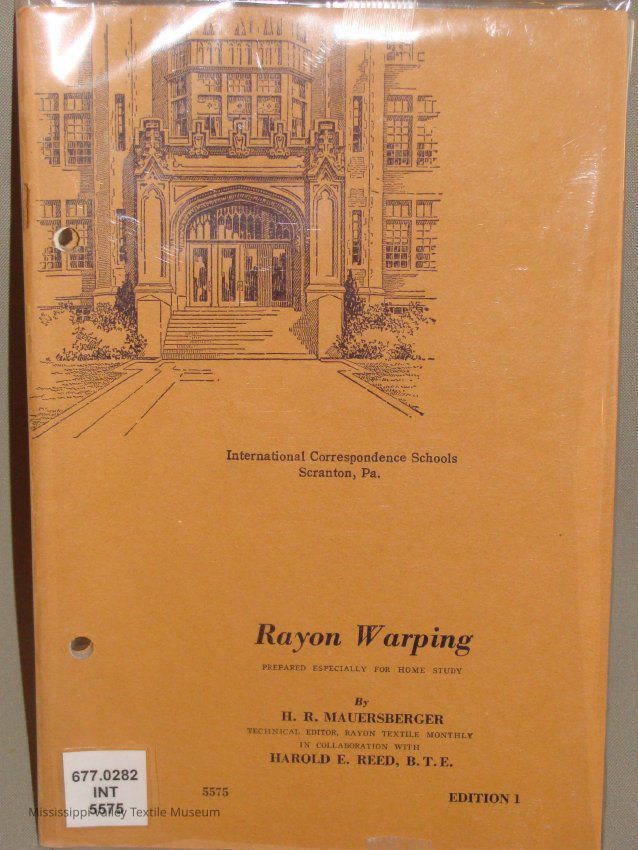 International Correspondence Schools
Scranton, Pa.
Rayon Warping
PREPARED ESPECIALLY FOR HOME STUDY
By
H. R. MAUERSBERGER
TECHNICAL EDITOR, RAYON TEXTILE MONTHLY
IN COLLABORATION WITH
HAROLD E. REED, B. T. E.
5575
EDITION 1
677.0282
INT
5575
Mississippi Valley Textile Museum